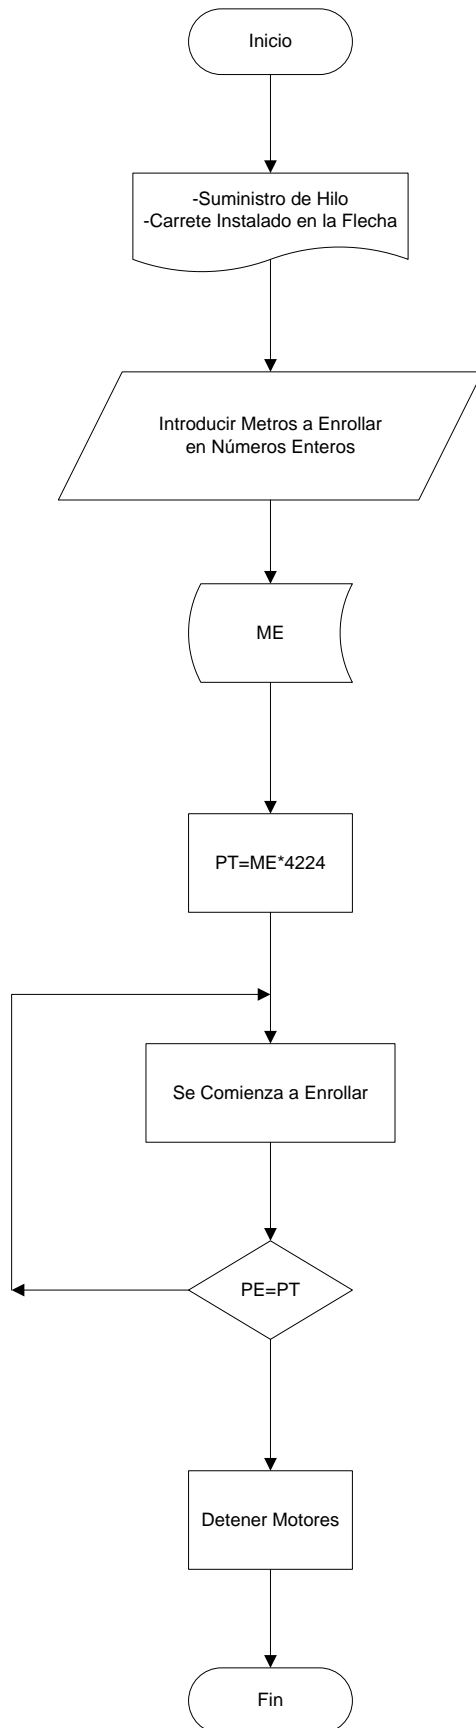 Inicio
-Suministro de Hilo
-Carrete Instalado en la Flecha
Introducir Metros a Enrollar
en Números Enteros
ME
PT=ME*4224
Se Comienza a Enrollar
PE=PT
Detener Motores
Fin